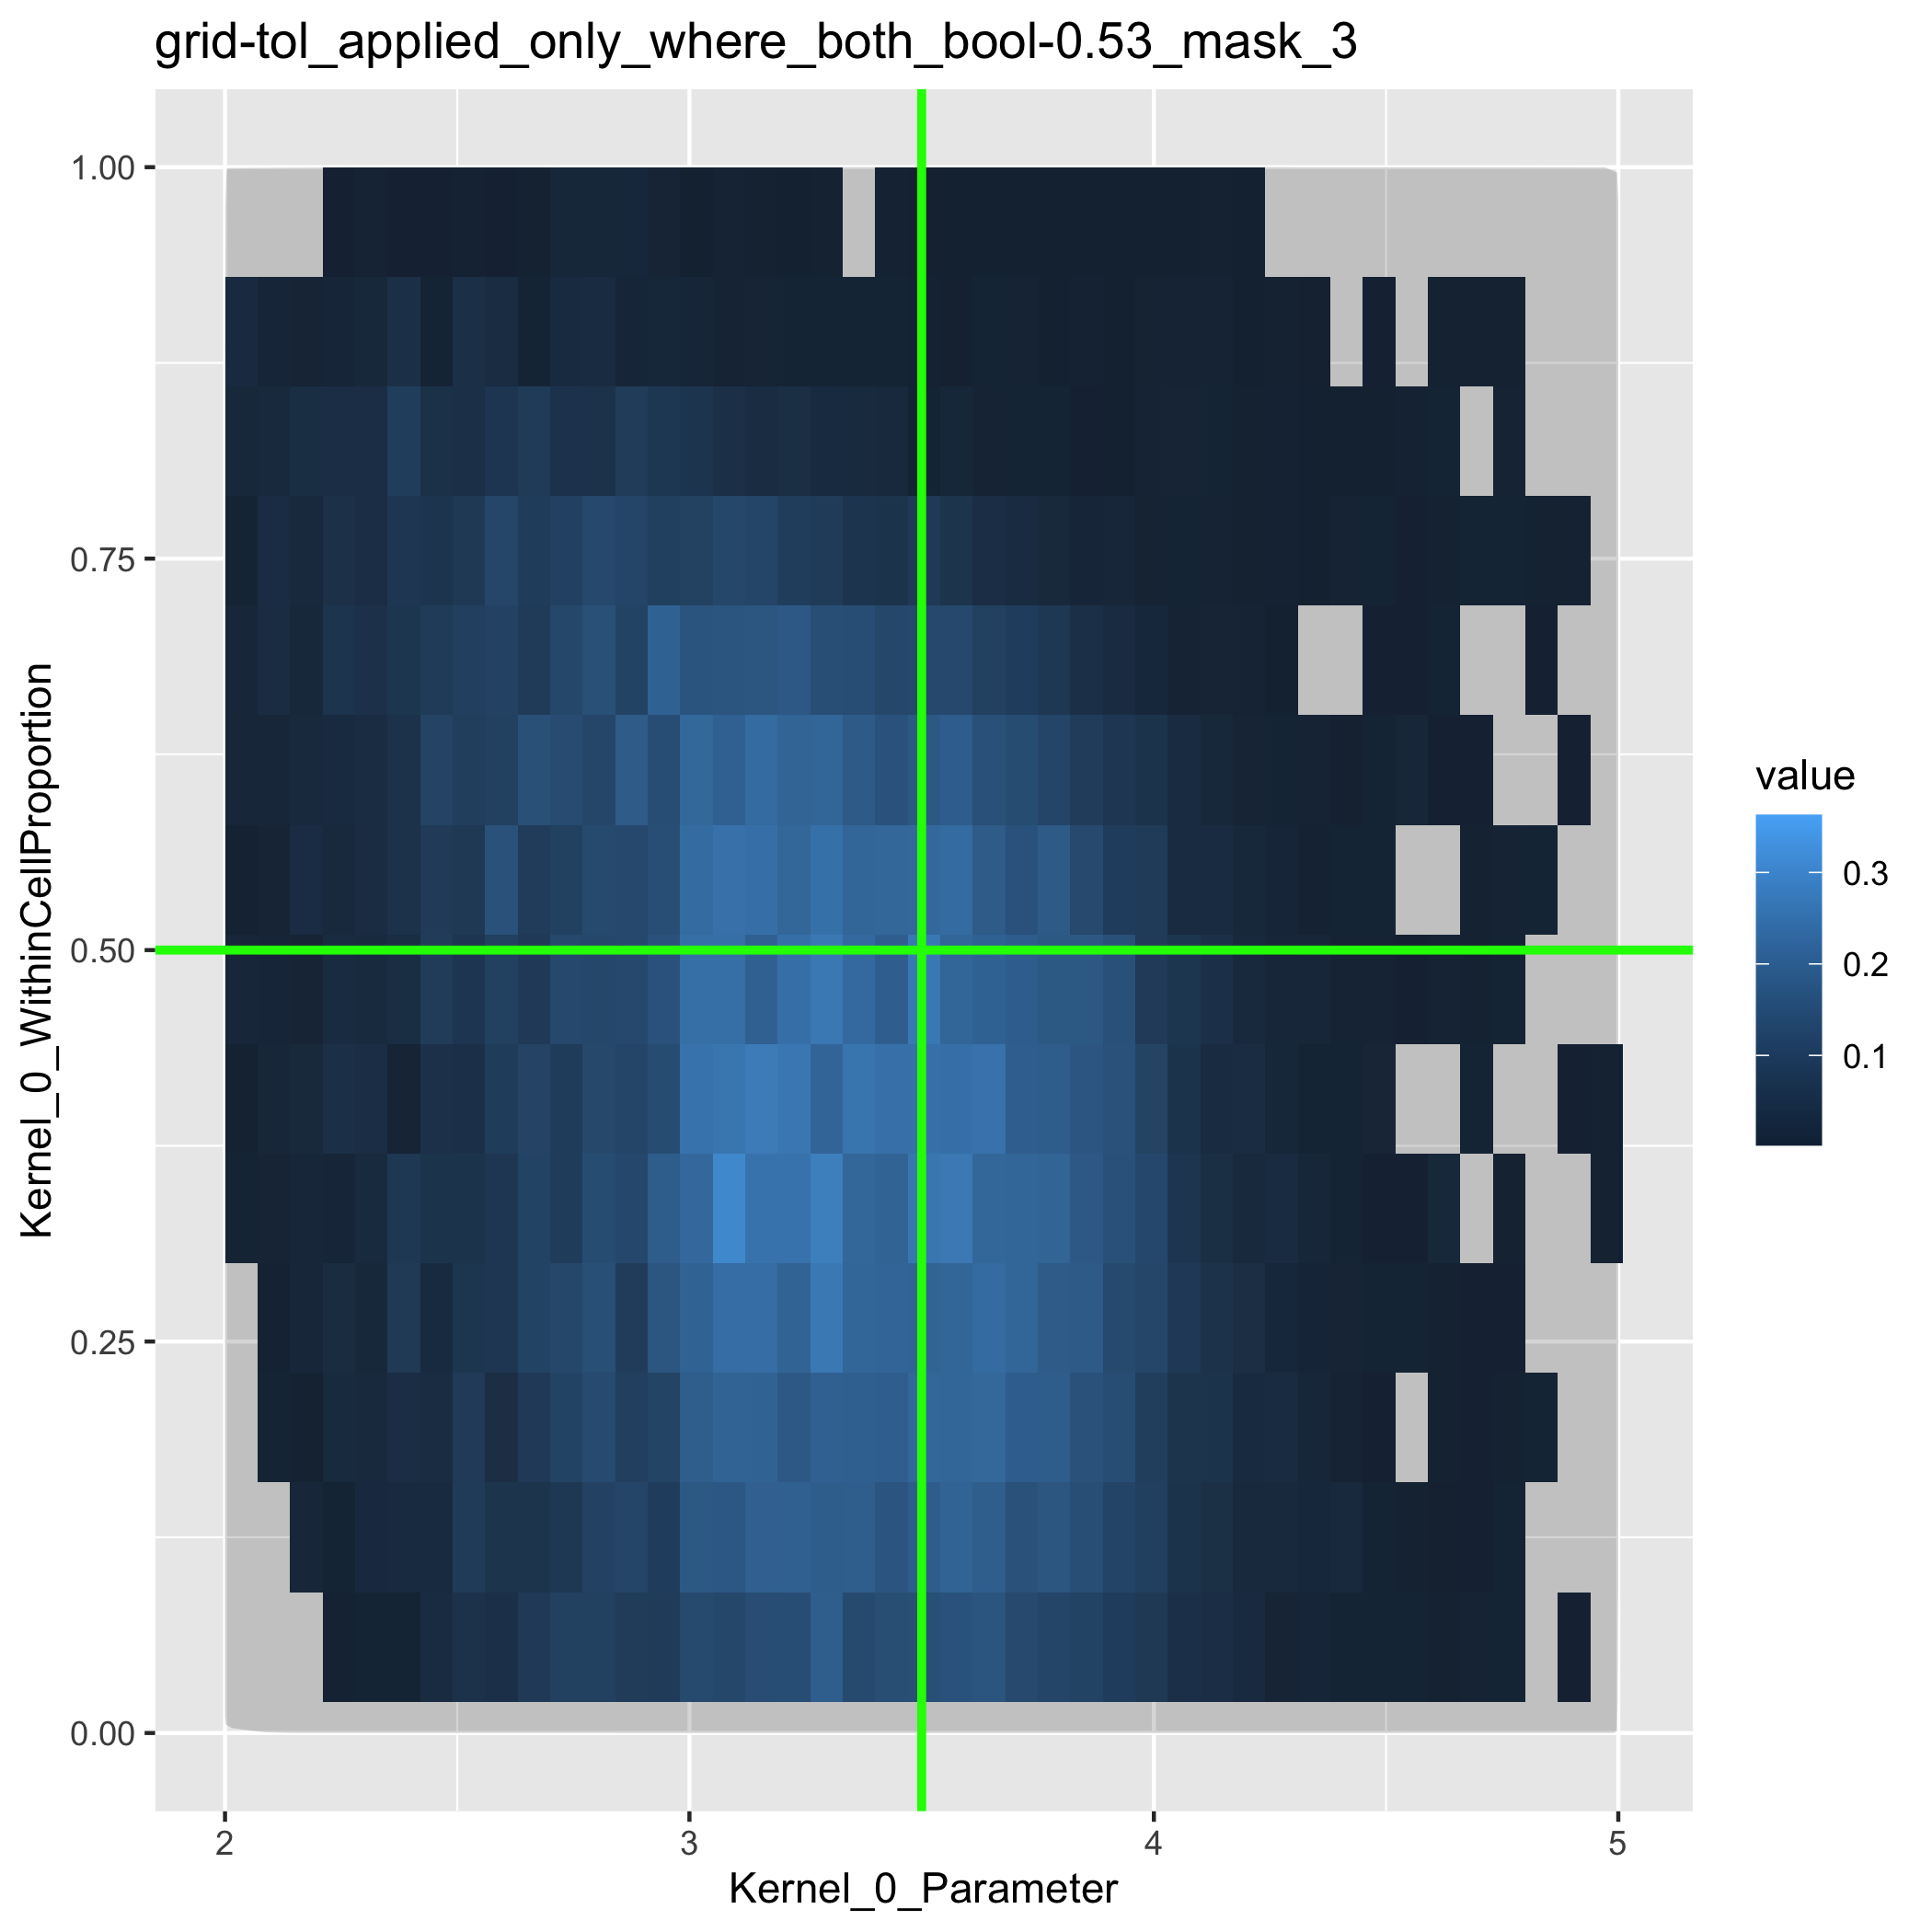 grid-tol_applied_only_where_both_bool-0.53_mask_3
1.00
0.75
0.50
0.25
0.00
Kernel_0_WithinCellProportion
2 3 4 5
Kernel_0_Parameter
value
0.3
0.2
0.1